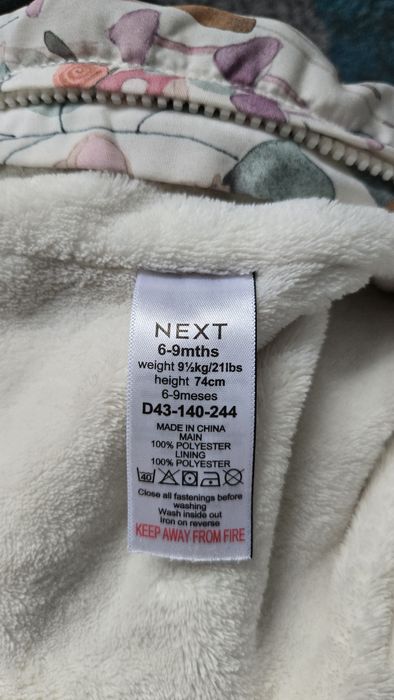 NEXT
6-9mths
weight 9½kg/21lbs
height 74cm
6-9meses
D43-140-244
MADE IN CHINA
MAIN
100% POLYESTER
LINING
100% POLYESTER
40
Close all fastenings before
washing
Wash inside out
Iron on reverse
KEEP AWAY FROM FIRE